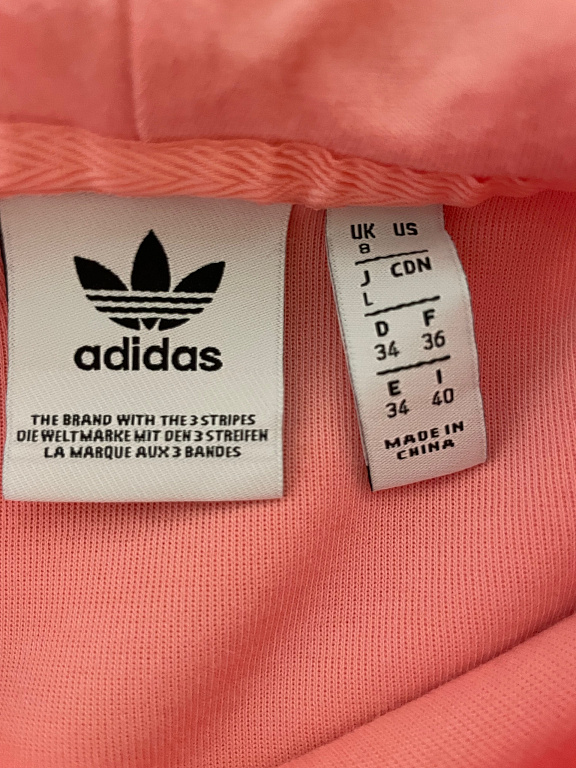 adidas
THE BRAND WITH THE 3 STRIPES
DIE WELTMARKE MIT DEN 3 STREIFEN
LA MARQUE AUX 3 BANDES
UK US
8
J CDN
L
D F
34 36
E I
34 40
MADE IN
CHINA